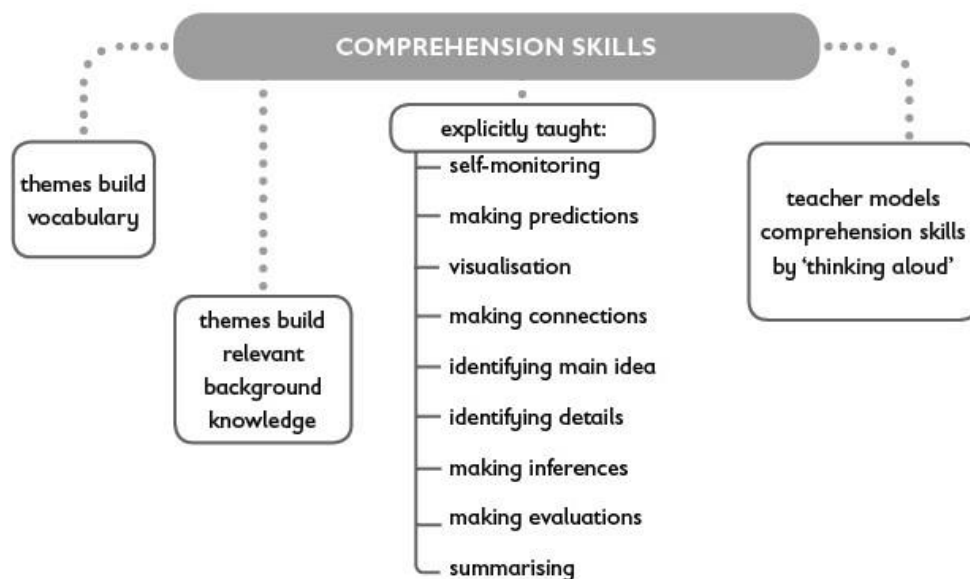 COMPREHENSION SKILLS
themes build
vocabulary
themes build
relevant
background
knowledge
explicitly taught:
self-monitoring
making predictions
visualisation
making connections
identifying main idea
identifying details
making inferences
making evaluations
summarising
teacher models
comprehension skills
by ‘thinking aloud’